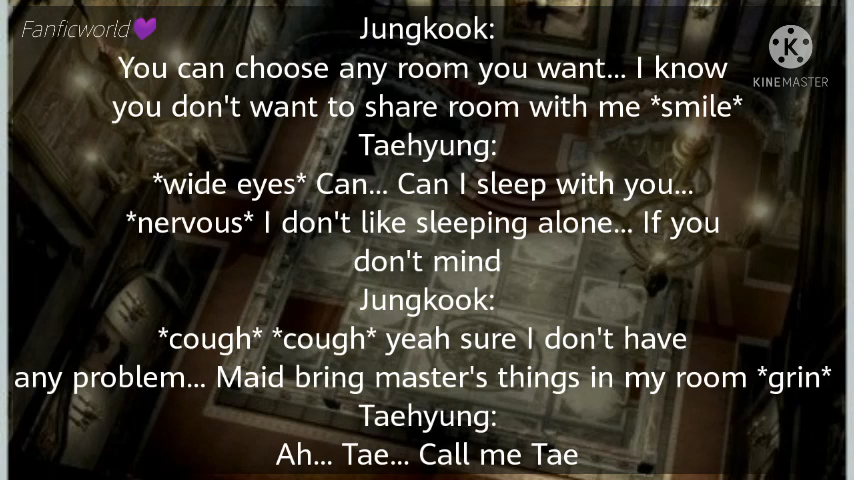 Fanficworld💜
K
KINEMASTER
Jungkook:
You can choose any room you want... I know
you don't want to share room with me *smile*
Taehyung:
*wide eyes* Can... Can I sleep with you...
*nervous* I don't like sleeping alone... If you
don't mind
Jungkook:
*cough* *cough* yeah sure I don't have
any problem... Maid bring master's things in my room *grin*
Taehyung:
Ah... Tae... Call me Tae